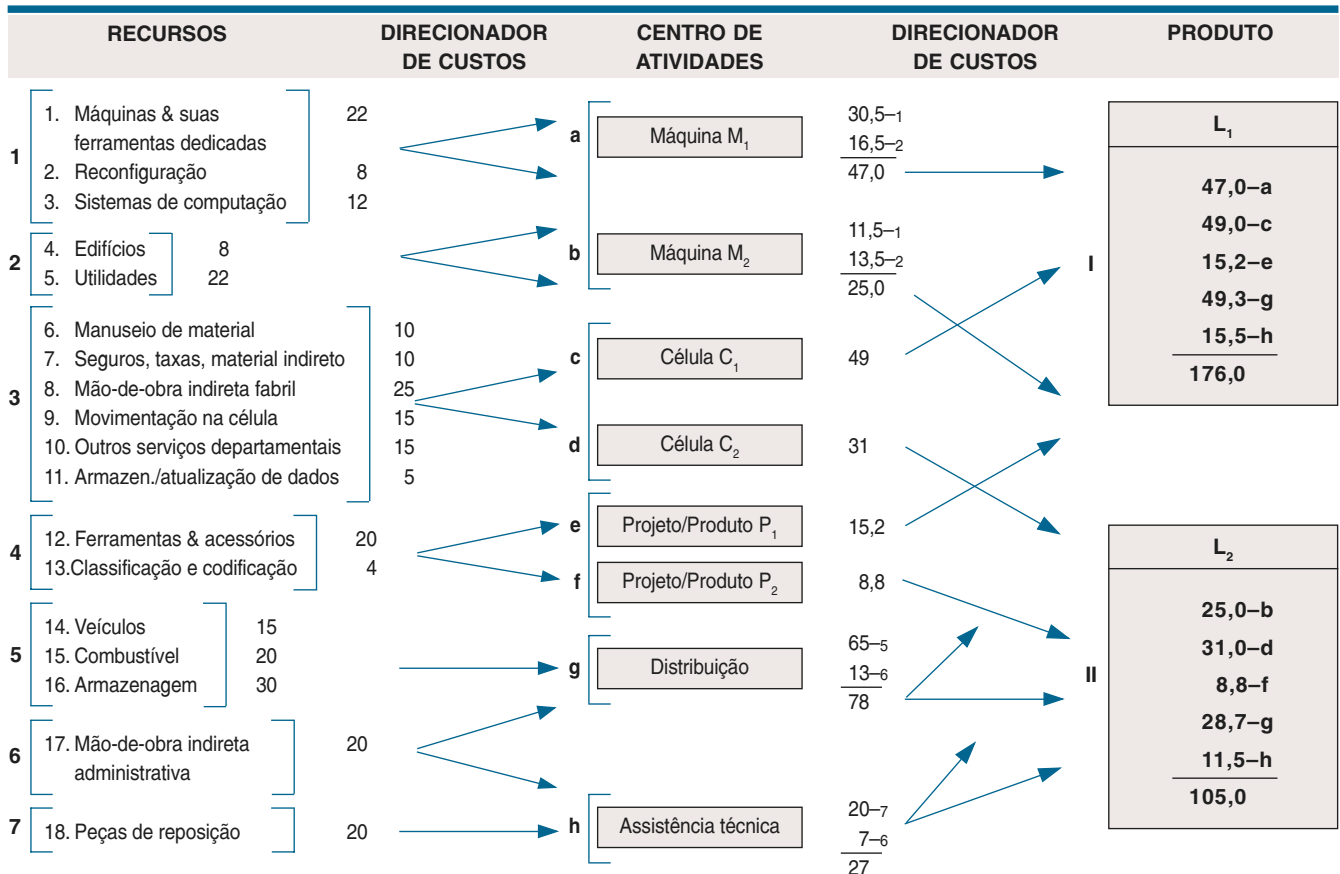 RECURSOS
DIRECIONADOR
DE CUSTOS
CENTRO DE
ATIVIDADES
DIRECIONADOR
DE CUSTOS
PRODUTO
1
1. Máquinas & suas
ferramentas dedicadas
22
2. Reconfiguração 8
3. Sistemas de computação 12
2
4. Edifícios 8
5. Utilidades 22
3
6. Manuseio de material 10
7. Seguros, taxas, material indireto 10
8. Mão-de-obra indireta fabril 25
9. Movimentação na célula 15
10. Outros serviços departamentais 15
11. Armazen./atualização de dados 5
4
12. Ferramentas & acessórios 20
13.Classificação e codificação 4
5
14. Veículos 15
15. Combustível 20
16. Armazenagem 30
6
17. Mão-de-obra indireta
administrativa
20
7
18. Peças de reposição 20
a Máquina M1
b Máquina M2
c Célula C1
d Célula C2
e Projeto/Produto P1
f Projeto/Produto P2
g Distribuição
h Assistência técnica
30,5–1
16,5–2
47,0
11,5–1
13,5–2
25,0
49
31
15,2
8,8
65–5
13–6
78
20–7
7–6
27
I
L1
47,0–a
49,0–c
15,2–e
49,3–g
15,5–h
176,0
II
L2
25,0–b
31,0–d
8,8–f
28,7–g
11,5–h
105,0